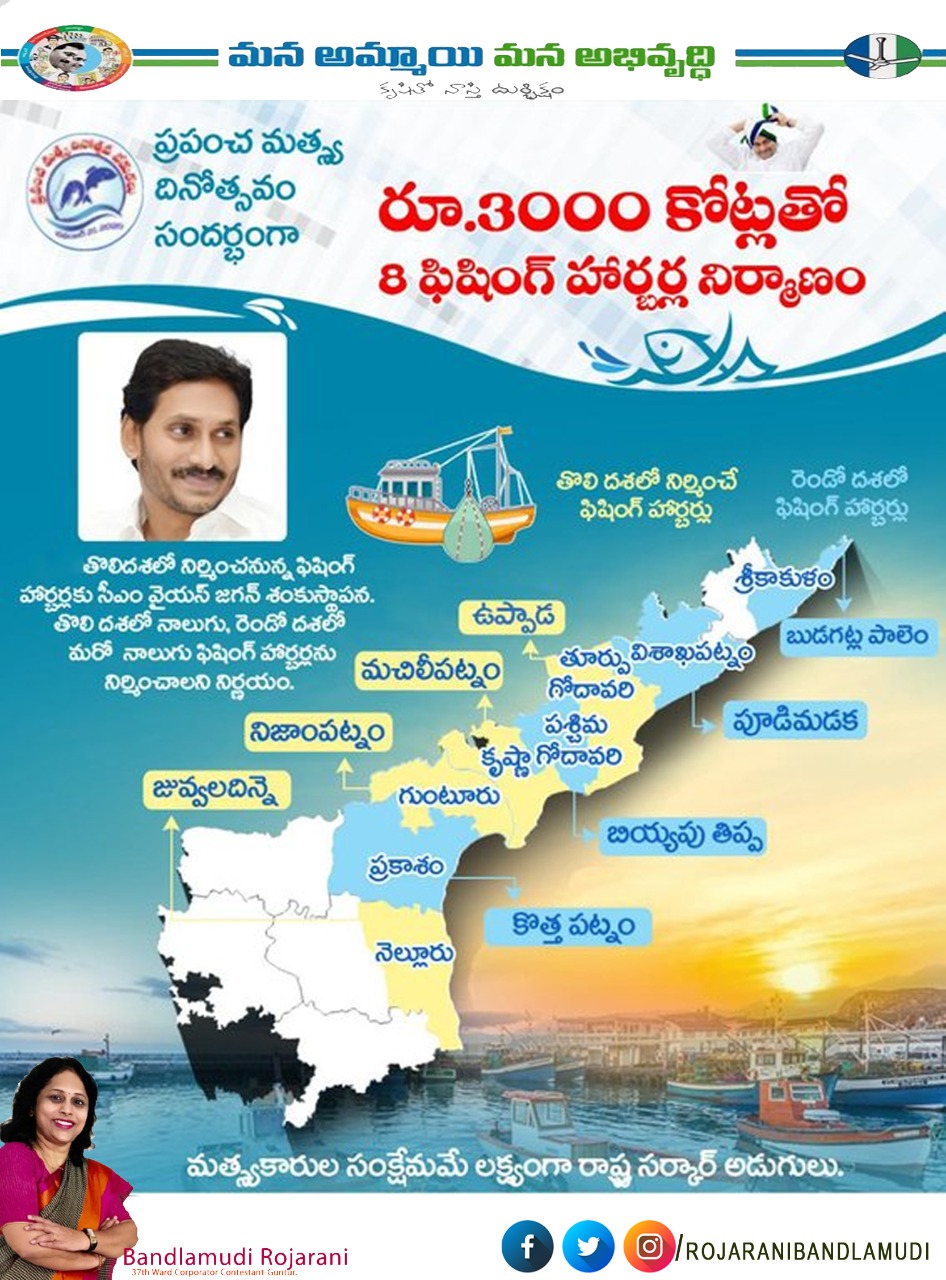 మన అమ్మాయి మన అభివృద్ధి
కృషితో నాస్తి దుర్భిక్షం
ప్రపంచ మత్స్య
దినోత్సవం
సందర్భంగా
రూ.3000 కోట్లతో
8 ఫిషింగ్ హార్బర్ల నిర్మాణం
తొలి దశలో నిర్మించే
ఫిషింగ్ హార్బర్లు
రెండో దశలో
ఫిషింగ్ హార్బర్లు
తొలిదశలో నిర్మించనున్న ఫిషింగ్
హార్బర్లకు సీఎం వైయస్ జగన్ శంకుస్థాపన.
తొలి దశలో నాలుగు, రెండో దశలో
మరో నాలుగు ఫిషింగ్ హార్బర్లను
నిర్మించాలని నిర్ణయం.
శ్రీకాకుళం
ఉప్పాడ
బుడగట్ల పాలెం
తూర్పు
గోదావరి
విశాఖపట్నం
మచిలీపట్నం
పూడిమడక
నిజాంపట్నం
పశ్చిమ
గోదావరి
కృష్ణా
జువ్వలదిన్నె
గుంటూరు
బియ్యపు తిప్ప
ప్రకాశం
కొత్త పట్నం
నెల్లూరు
మత్స్యకారుల సంక్షేమమే లక్ష్యంగా రాష్ట్ర సర్కార్ అడుగులు.
Bandlamudi Rojarani
37th Ward Corporator Contestant Guntur.
/ROJARANIBANDLAMUDI